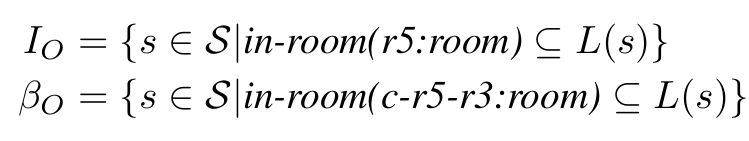 I_O = {s ∈ 𝒮|in-room(r5:room) ⊆ L(s)}
β_O = {s ∈ 𝒮|in-room(c-r5-r3:room) ⊆ L(s)}